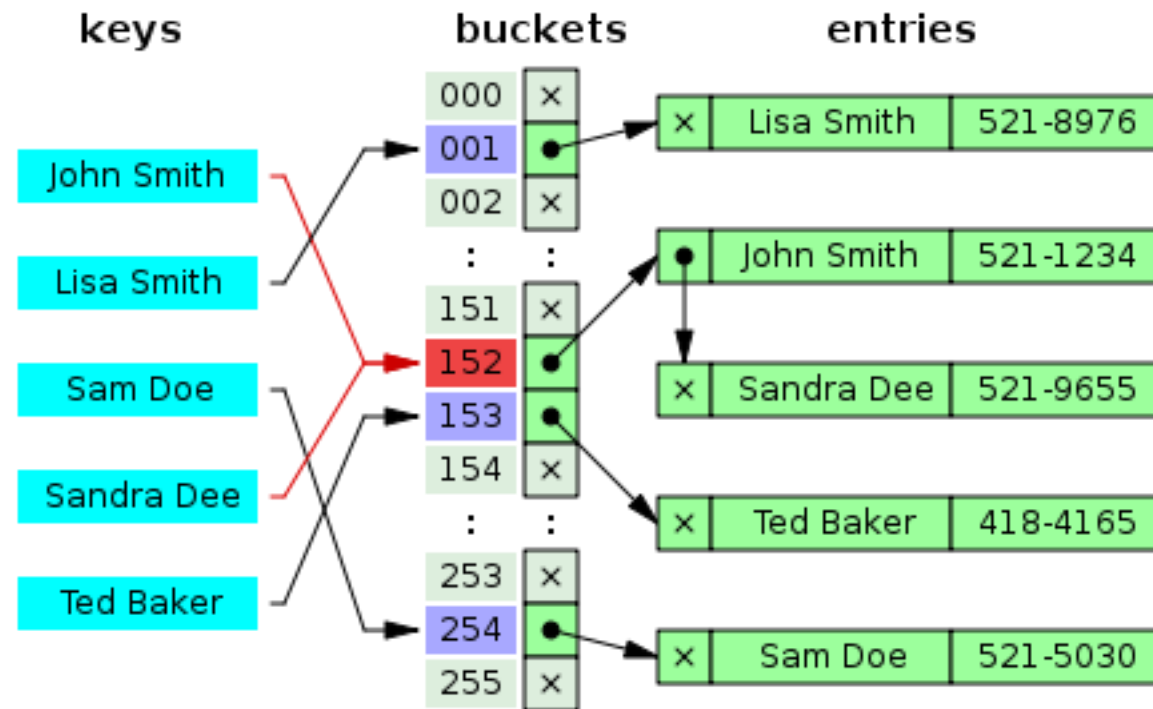 keys
buckets
entries
John Smith
Lisa Smith
Sam Doe
Sandra Dee
Ted Baker
000 ×
001
002 ×
: :
151 ×
152
153
154 ×
: :
253 ×
254
255 ×
× Lisa Smith 521-8976
John Smith 521-1234
× Sandra Dee 521-9655
× Ted Baker 418-4165
× Sam Doe 521-5030